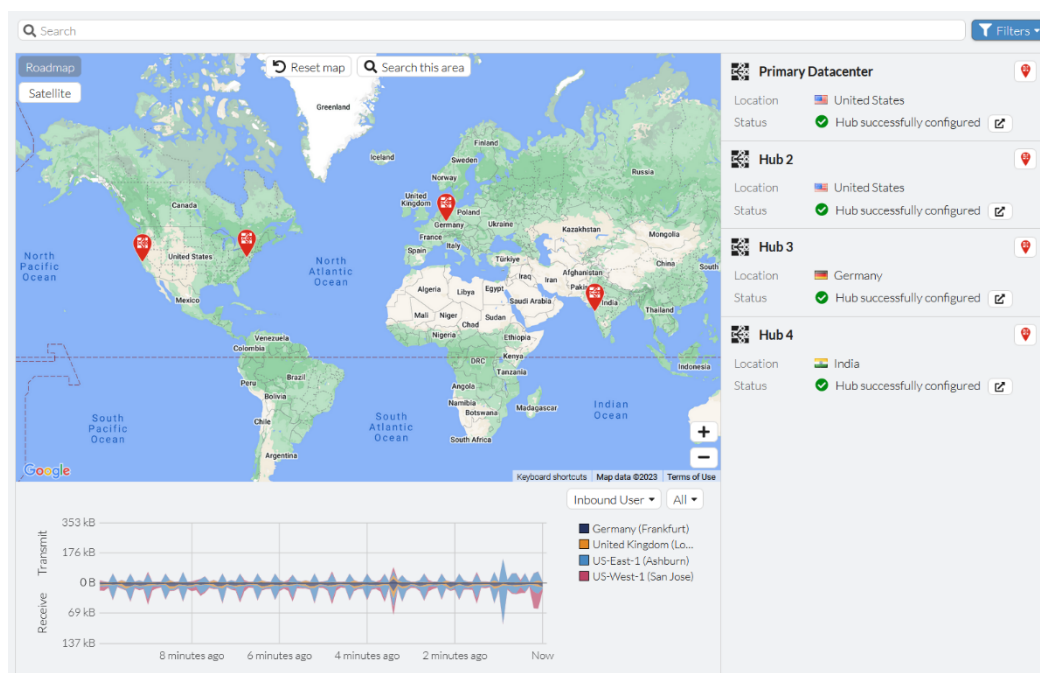 Search
Filters
Roadmap
Satellite
Reset map
Search this area
Greenland
Iceland
Finland
Sweden
Norway
Russia
United Kingdom
Poland
Germany
Ukraine
France
Kazakhstan
Mongolia
Spain
Italy
Türkiye
Canada
United States
Mexico
North Pacific Ocean
North Atlantic Ocean
Afghanistan
China
South
Iraq
Iran
Algeria
Libya
Egypt
Saudi Arabia
India
Thailand
Mali
Niger
Chad
Sudan
Nigeria
Ethiopia
Venezuela
Colombia
DRC
Kenya
Tanzania
Indonesia
Peru
Brazil
Bolivia
Angola
Namibia
Botswana
Madagascar
Chile
South Africa
Argentina
South Pacific Ocean
South Atlantic Ocean
Indian Ocean
+
−
Google
Keyboard shortcuts
Map data ©2023
Terms of Use
Primary Datacenter
Location United States
Status Hub successfully configured
Hub 2
Location United States
Status Hub successfully configured
Hub 3
Location Germany
Status Hub successfully configured
Hub 4
Location India
Status Hub successfully configured
Inbound User
All
Transmit
Receive
353 kB
176 kB
0 B
69 kB
137 kB
8 minutes ago
6 minutes ago
4 minutes ago
2 minutes ago
Now
Germany (Frankfurt)
United Kingdom (Lo...
US-East-1 (Ashburn)
US-West-1 (San Jose)